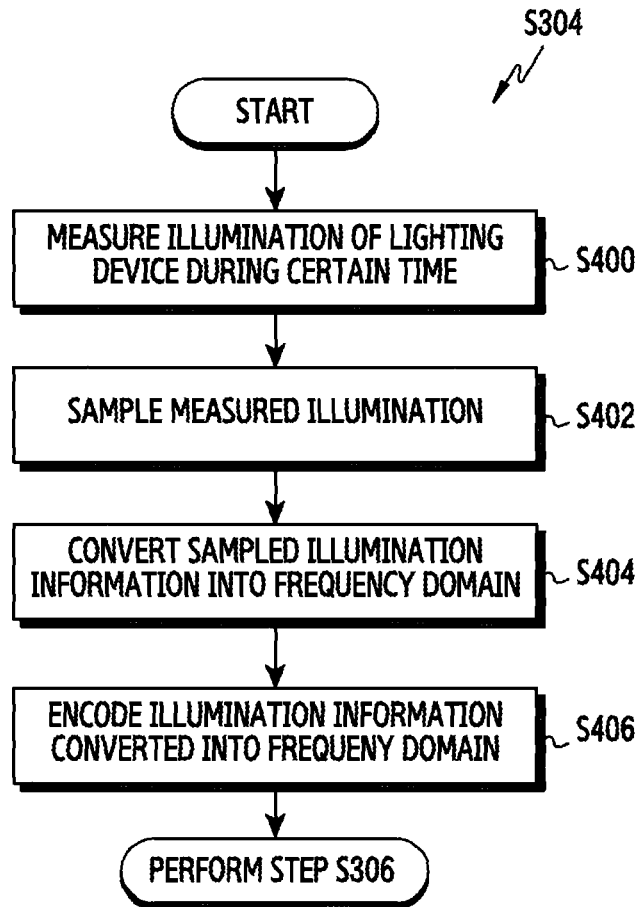 S304
START
MEASURE ILLUMINATION OF LIGHTING
DEVICE DURING CERTAIN TIME
S400
SAMPLE MEASURED ILLUMINATION
S402
CONVERT SAMPLED ILLUMINATION
INFORMATION INTO FREQUENCY DOMAIN
S404
ENCODE ILLUMINATION INFORMATION
CONVERTED INTO FREQUENY DOMAIN
S406
PERFORM STEP S306